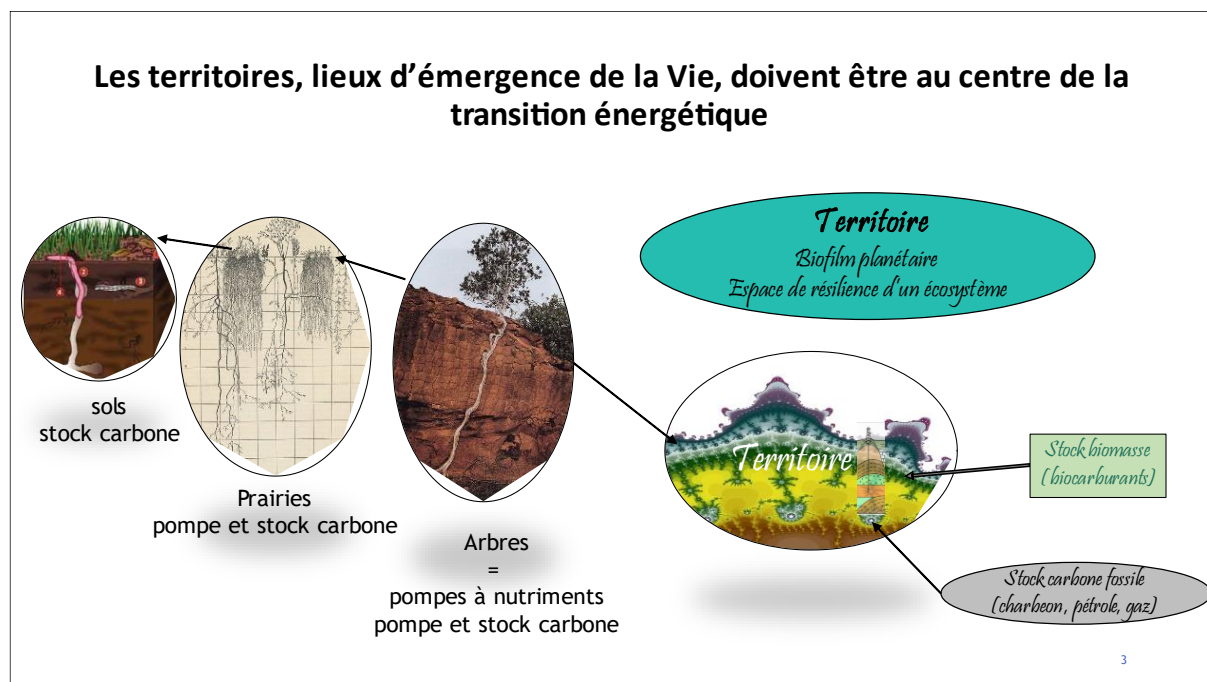 Les territoires, lieux d’émergence de la Vie, doivent être au centre de la
transition énergétique
Territoire
Biofilm planétaire
Espace de résilience d'un écosystème
sols
stock carbone
Prairies
pompe et stock carbone
Arbres
=
pompes à nutriments
pompe et stock carbone
Territoire
Stock biomasse
( biocarburants)
Stock carbone fossile
(charbeon, pétrole, gaz)
3